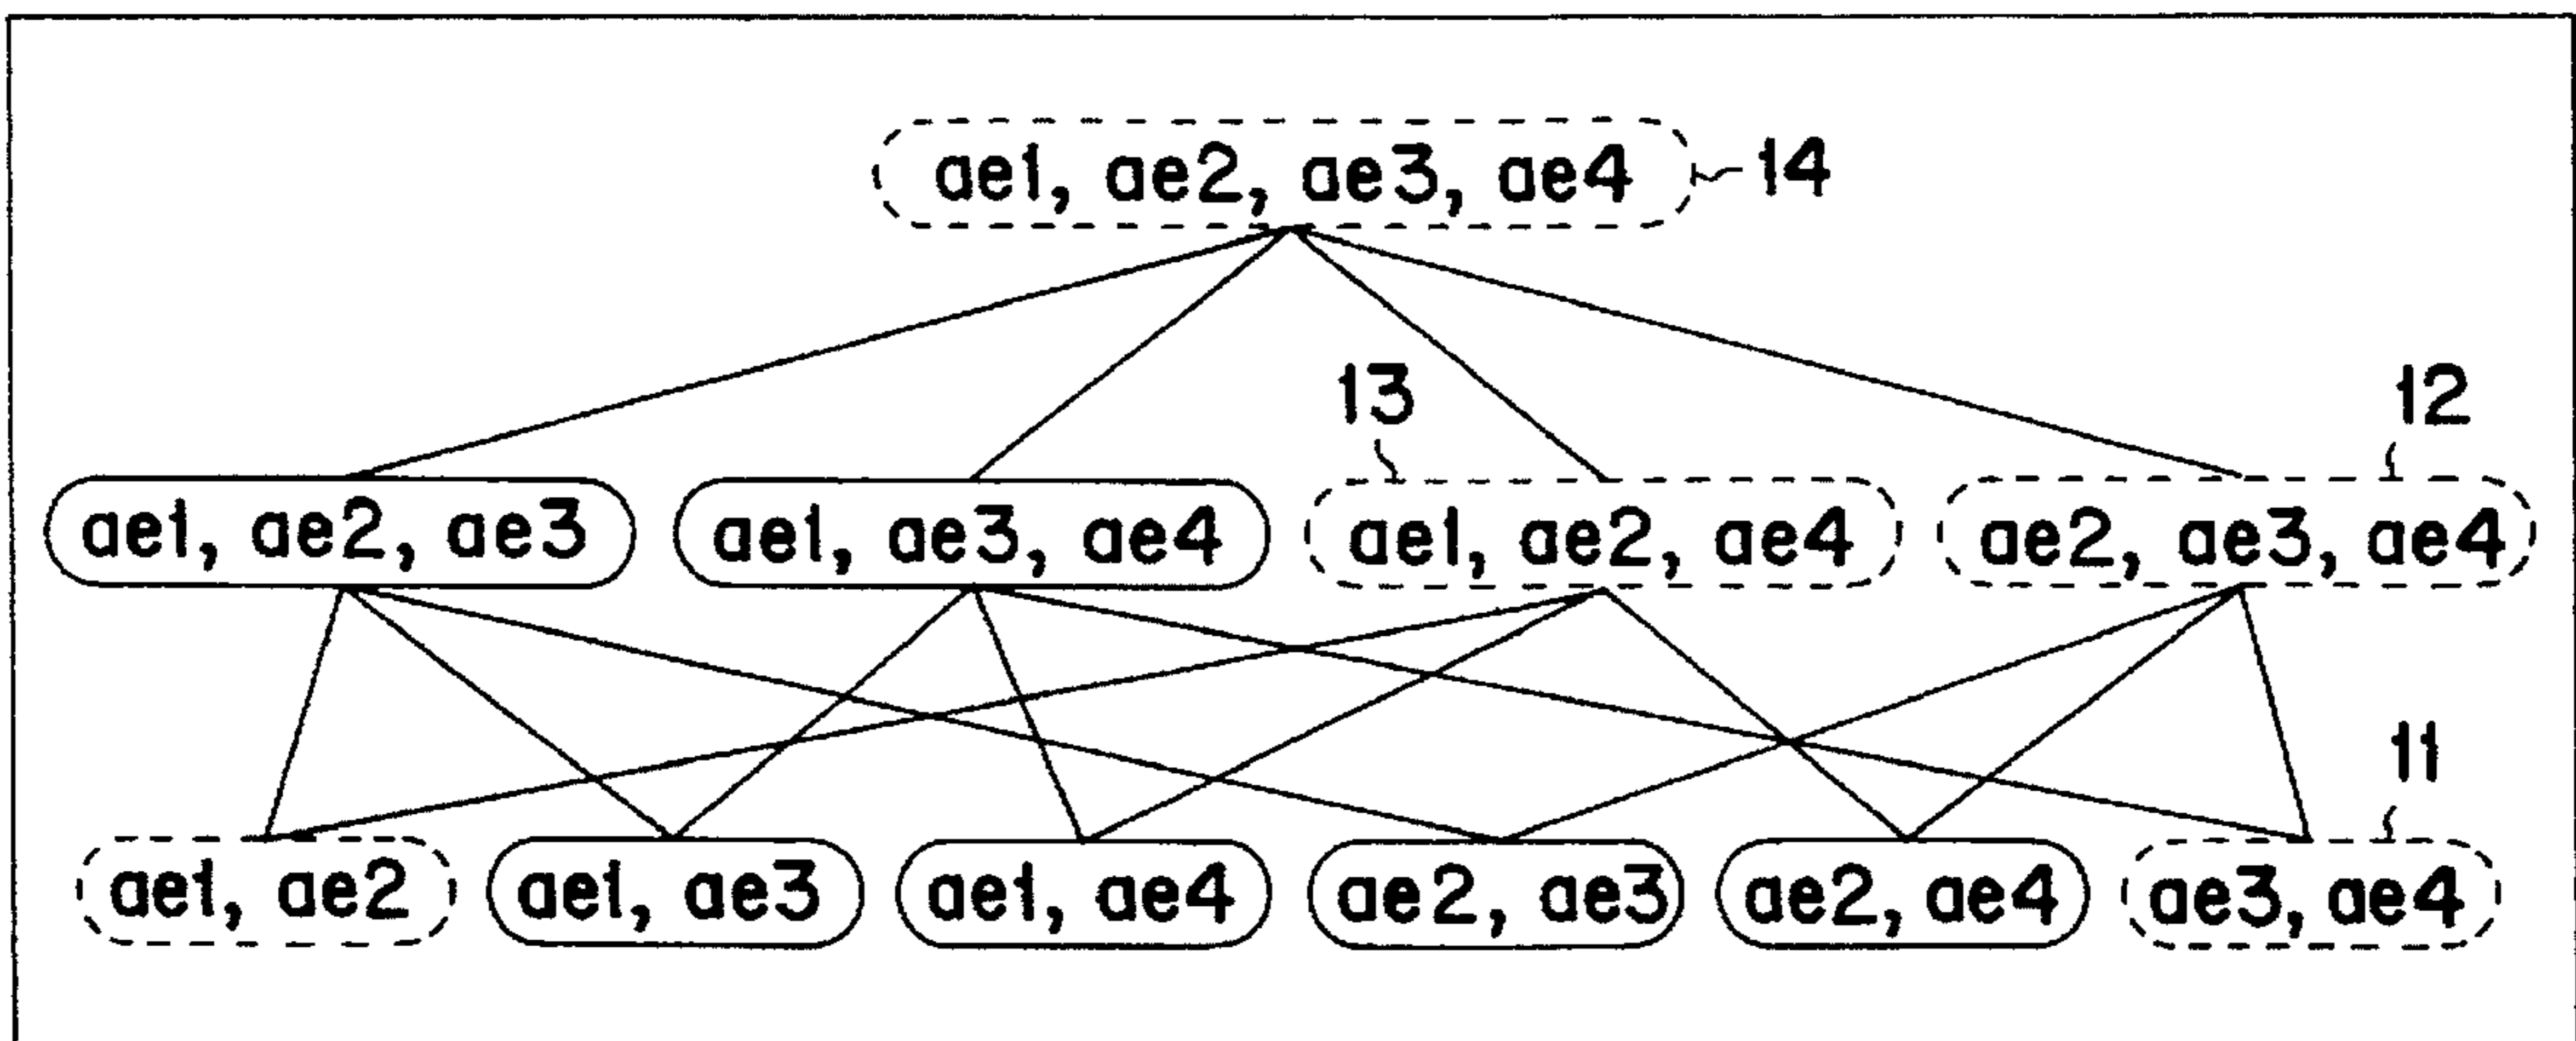 ae1, ae2, ae3, ae4
14
13
12
ae1, ae2, ae3
ae1, ae3, ae4
ae1, ae2, ae4
ae2, ae3, ae4
11
ae1, ae2
ae1, ae3
ae1, ae4
ae2, ae3
ae2, ae4
ae3, ae4